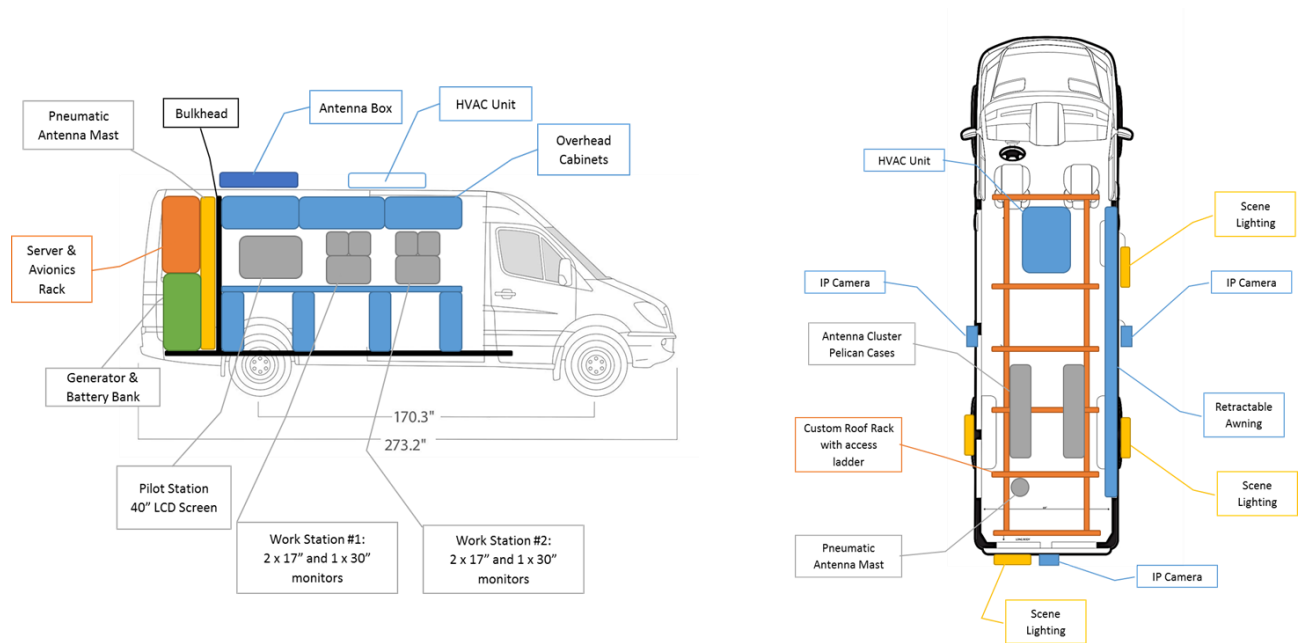 Pneumatic
Antenna Mast
Bulkhead
Antenna Box
HVAC Unit
Overhead
Cabinets
Server &
Avionics
Rack
Generator &
Battery Bank
170.3"
273.2"
Pilot Station
40” LCD Screen
Work Station #1:
2 x 17” and 1 x 30”
monitors
Work Station #2:
2 x 17” and 1 x 30”
monitors
HVAC Unit
Scene
Lighting
IP Camera
IP Camera
Antenna Cluster
Pelican Cases
Retractable
Awning
Custom Roof Rack
with access
ladder
Scene
Lighting
Pneumatic
Antenna Mast
IP Camera
Scene
Lighting